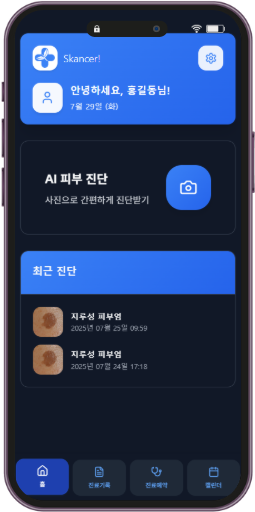 Skancer!
안녕하세요, 홍길동님!
7월 29일 (화)
AI 피부 진단
사진으로 간편하게 진단받기
최근 진단
지루성 피부염
2025년 07월 25일 09:59
지루성 피부염
2025년 07월 24일 17:18
홈
진료기록
진료예약
캘린더